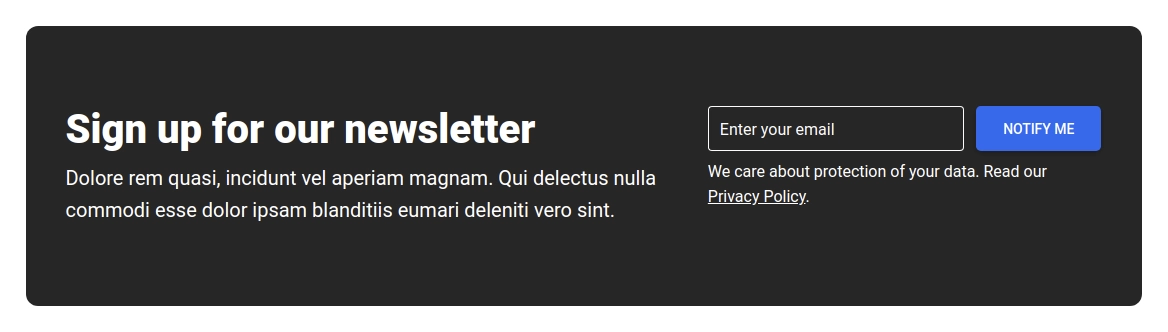 Sign up for our newsletter
Dolore rem quasi, incidunt vel aperiam magnam. Qui delectus nulla
commodi esse dolor ipsam blanditiis eumari deleniti vero sint.
Enter your email
NOTIFY ME
We care about protection of your data. Read our
Privacy Policy.